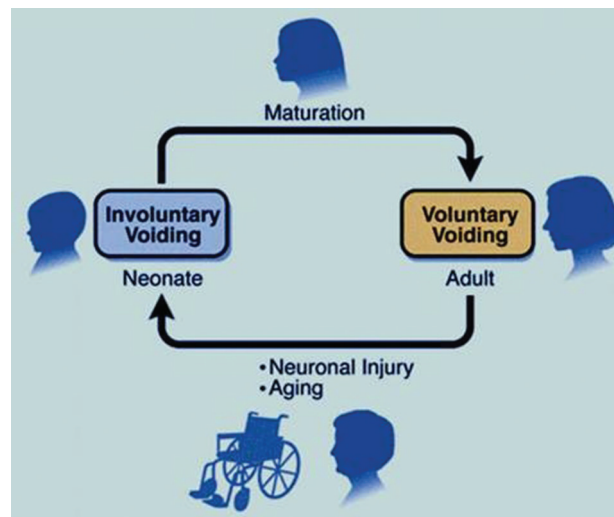 Maturation
Involuntary
Voiding
Voluntary
Voiding
Neonate
Adult
•Neuronal Injury
•Aging